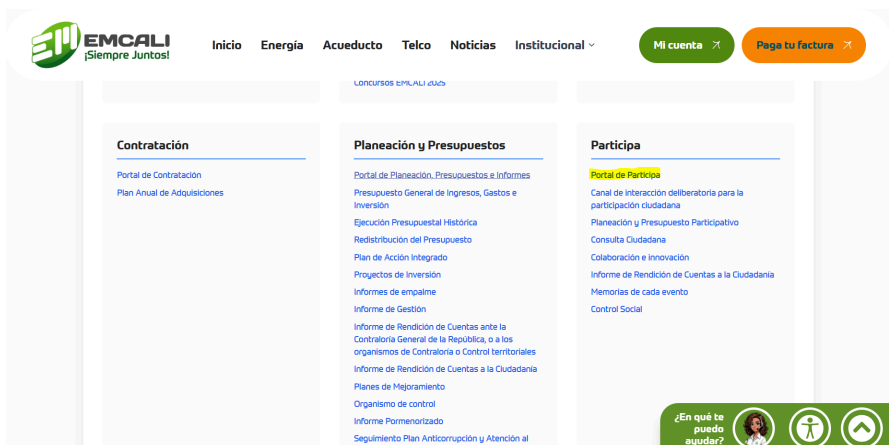 EMCALI
¡Siempre Juntos!
Inicio Energía Acueducto Telco Noticias Institucional
Mi cuenta
Paga tu factura
Concursos EMCALI 2025
Contratación
Portal de Contratación
Plan Anual de Adquisiciones
Planeación y Presupuestos
Portal de Planeación, Presupuestos e Informes
Presupuesto General de Ingresos, Gastos e
Inversión
Ejecución Presupuestal Histórica
Redistribución del Presupuesto
Plan de Acción Integrado
Proyectos de Inversión
Informes de empalme
Informe de Gestión
Informe de Rendición de Cuentas ante la
Contraloría General de la República, o a los
organismos de Contraloría o Control territoriales
Informe de Rendición de Cuentas a la Ciudadanía
Planes de Mejoramiento
Organismo de control
Informe Pormenorizado
Seguimiento Plan Anticorrupción y Atención al
Participa
Portal de Participa
Canal de interacción deliberatoria para la
participación ciudadana
Planeación y Presupuesto Participativo
Consulta Ciudadana
Colaboración e innovación
Informe de Rendición de Cuentas a la Ciudadanía
Memorias de cada evento
Control Social
¿En qué te
puedo
ayudar?